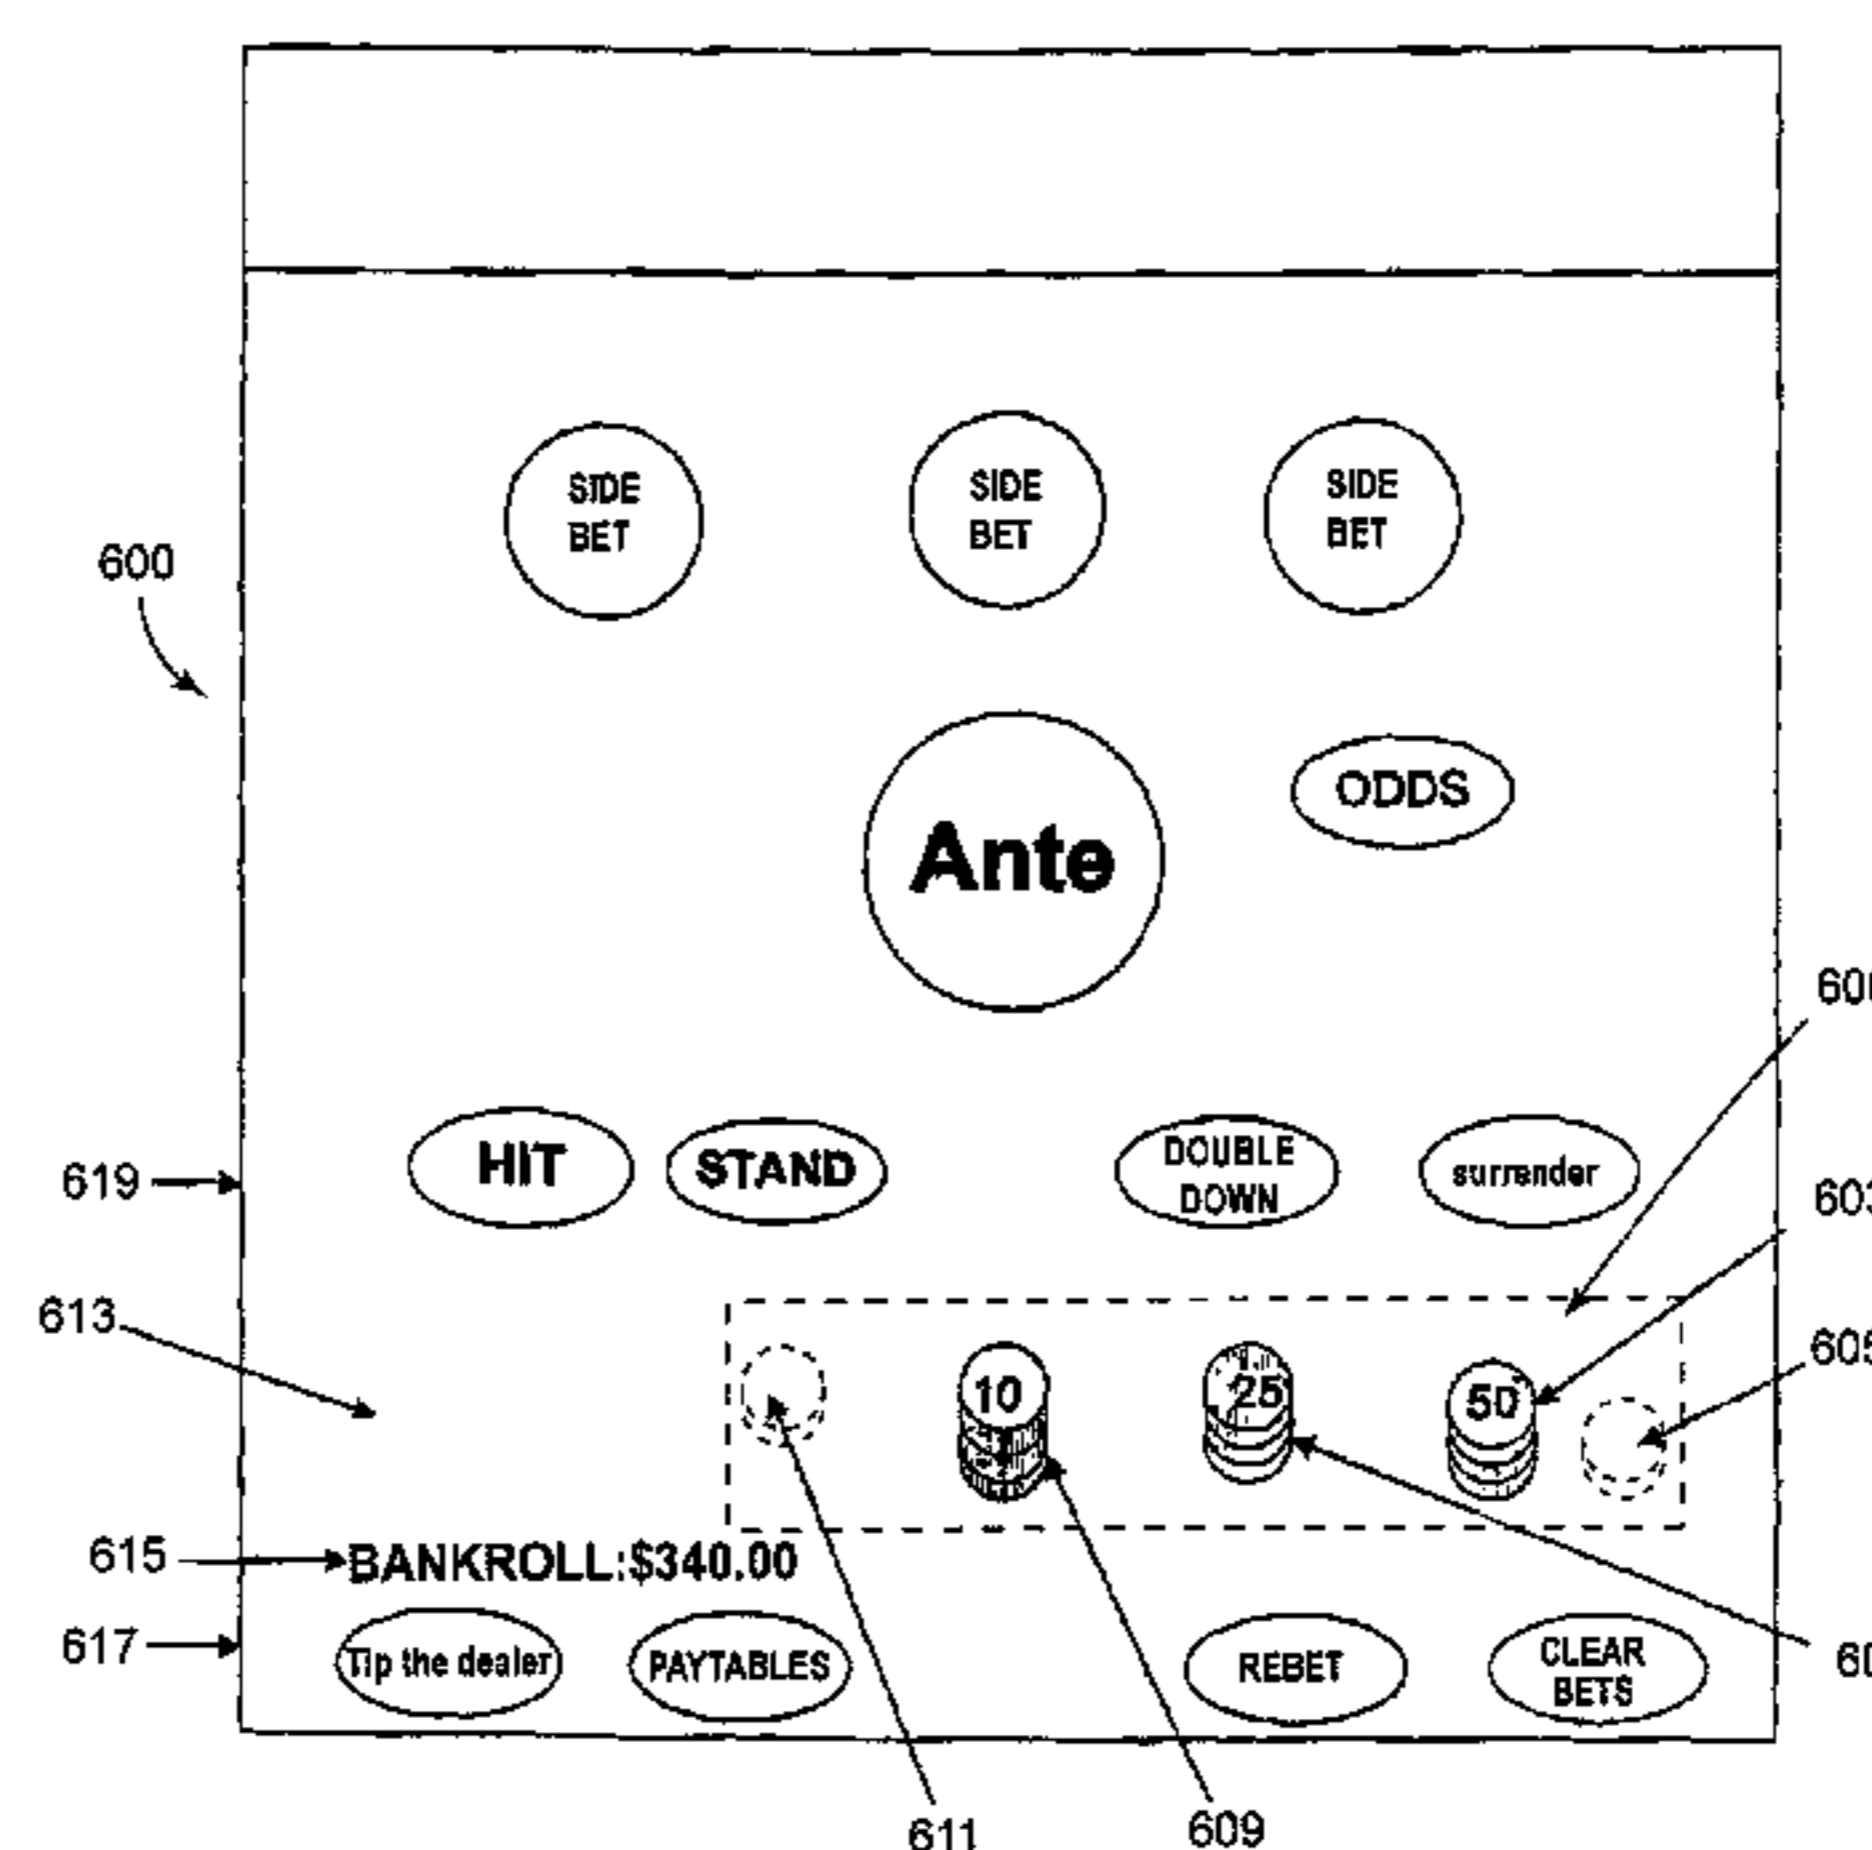 SIDE
BET
SIDE
BET
SIDE
BET
600
ODDS
Ante
HIT
STAND
DOUBLE
DOWN
surrender
619
613
10
25
50
615
BANKROLL:$340.00
617
Tip the dealer
PAYTABLES
REBET
CLEAR
BETS
611
609